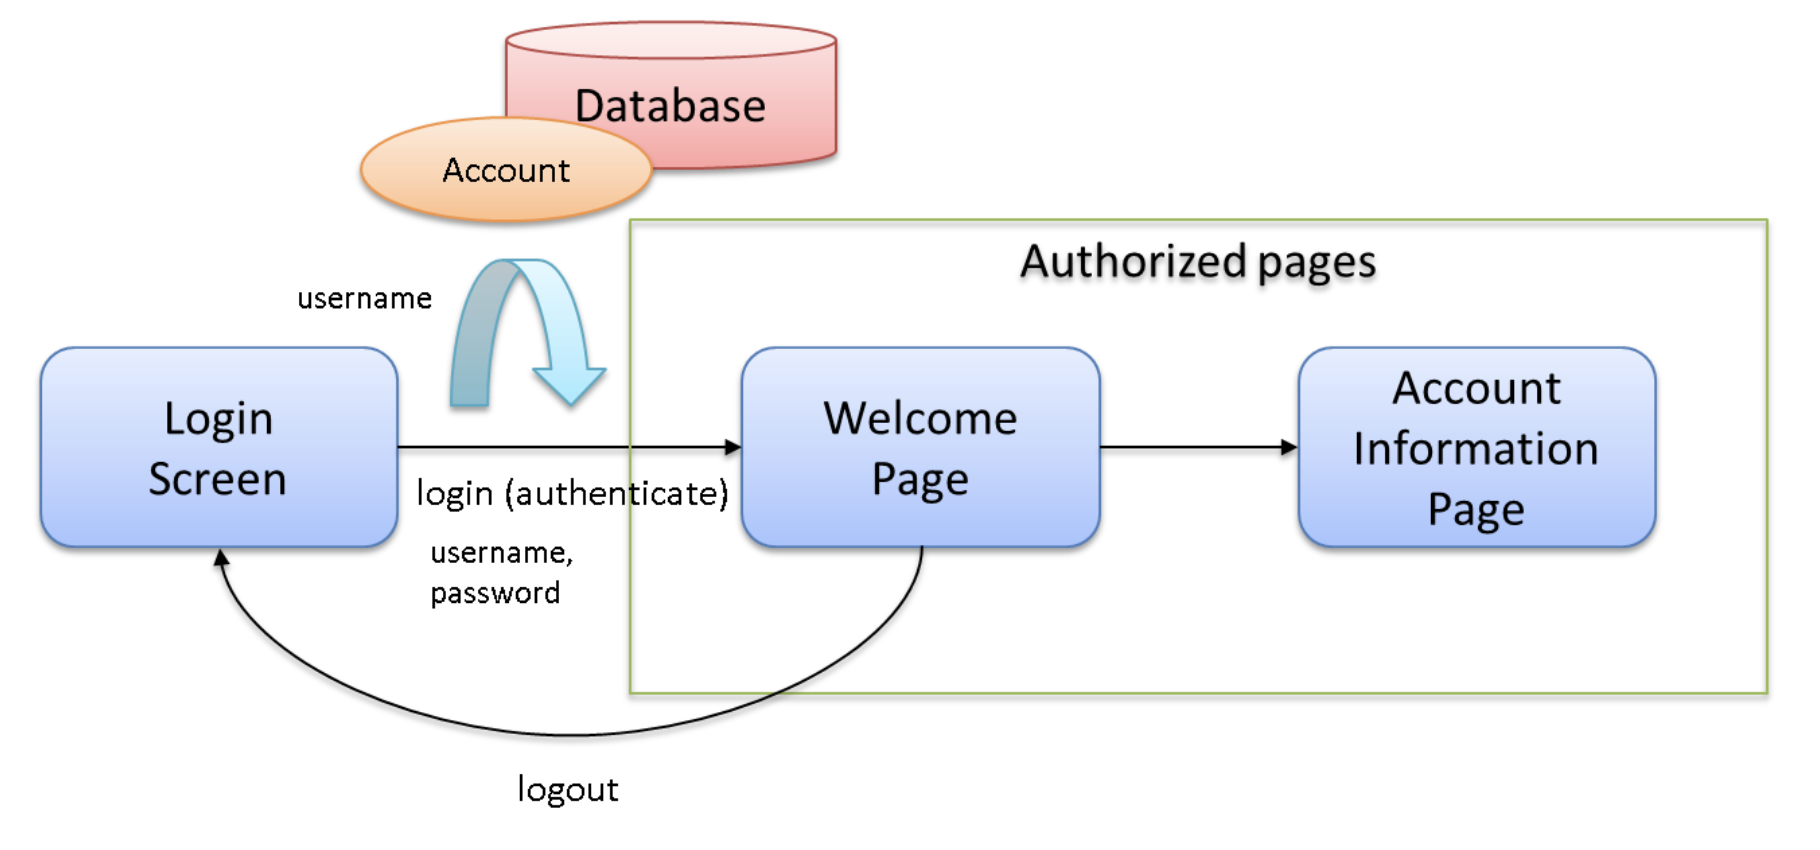 Database
Account
Authorized pages
username
Login
Screen
login (authenticate)
username,
password
Welcome
Page
Account
Information
Page
logout